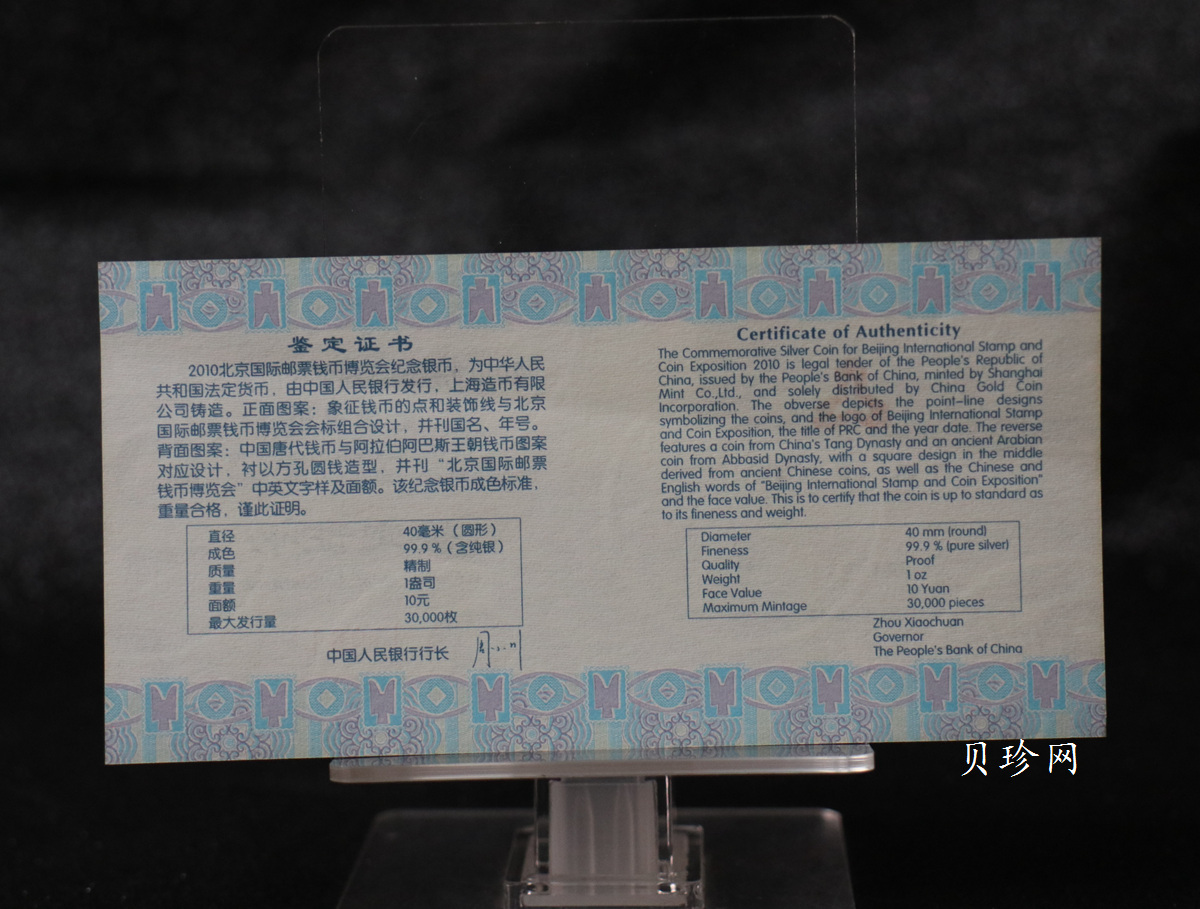 鉴定证书
2010北京国际邮票钱币博览会纪念银币，为中华人民
共和国法定货币，由中国人民银行发行，上海造币有限
公司铸造。正面图案：象征钱币的点和装饰线与北京
国际邮票钱币博览会会标组合设计，并刊国名、年号。
背面图案：中国唐代钱币与阿拉伯阿巴斯王朝钱币图案
对应设计，衬以方孔圆钱造型，并刊“北京国际邮票
钱币博览会”中英文字样及面额。该纪念银币成色标准，
重量合格，谨此证明。
直径 40毫米（圆形）
成色 99.9％（含纯银）
质量 精制
重量 1盎司
面额 10元
最大发行量 30,000枚
中国人民银行行长
Certificate of Authenticity
The Commemorative Silver Coin for Beijing International Stamp and
Coin Exposition 2010 is legal tender of the People's Republic of
China, issued by the People's Bank of China, minted by Shanghai
Mint Co.,Ltd., and solely distributed by China Gold Coin
Incorporation. The obverse depicts the point-line designs
symbolizing the coins, and the logo of Beijing International Stamp
and Coin Exposition, the title of PRC and the year date. The reverse
features a coin from China's Tang Dynasty and an ancient Arabian
coin from Abbasid Dynasty, with a square design in the middle
derived from ancient Chinese coins, as well as the Chinese and
English words of "Beijing International Stamp and Coin Exposition"
and the face value. This is to certify that the coin is up to standard as
to its fineness and weight.
Diameter 40 mm (round)
Fineness 99.9 % (pure silver)
Quality Proof
Weight 1 oz
Face Value 10 Yuan
Maximum Mintage 30,000 pieces
Zhou Xiaochuan
Governor
The People's Bank of China
贝珍网